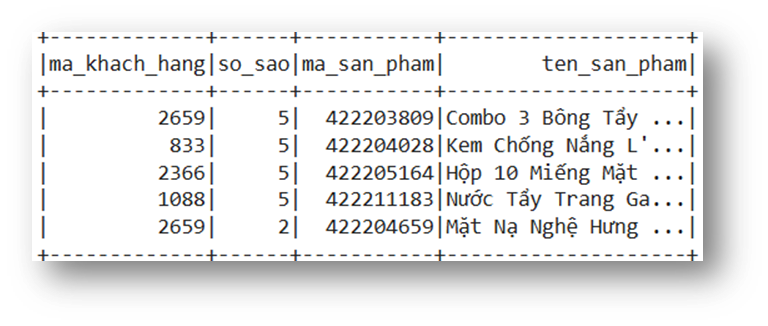 +-------------+------+-----------+--------------------+
|ma_khach_hang|so_sao|ma_san_pham|        ten_san_pham|
+-------------+------+-----------+--------------------+
|         2659|     5|  422203809|Combo 3 Bông Tẩy ...|
|          833|     5|  422204028|Kem Chống Nắng L'...|
|         2366|     5|  422205164|Hộp 10 Miếng Mặt ...|
|         1088|     5|  422211183|Nước Tẩy Trang Ga...|
|         2659|     2|  422204659|Mặt Nạ Nghệ Hưng ...|
+-------------+------+-----------+--------------------+